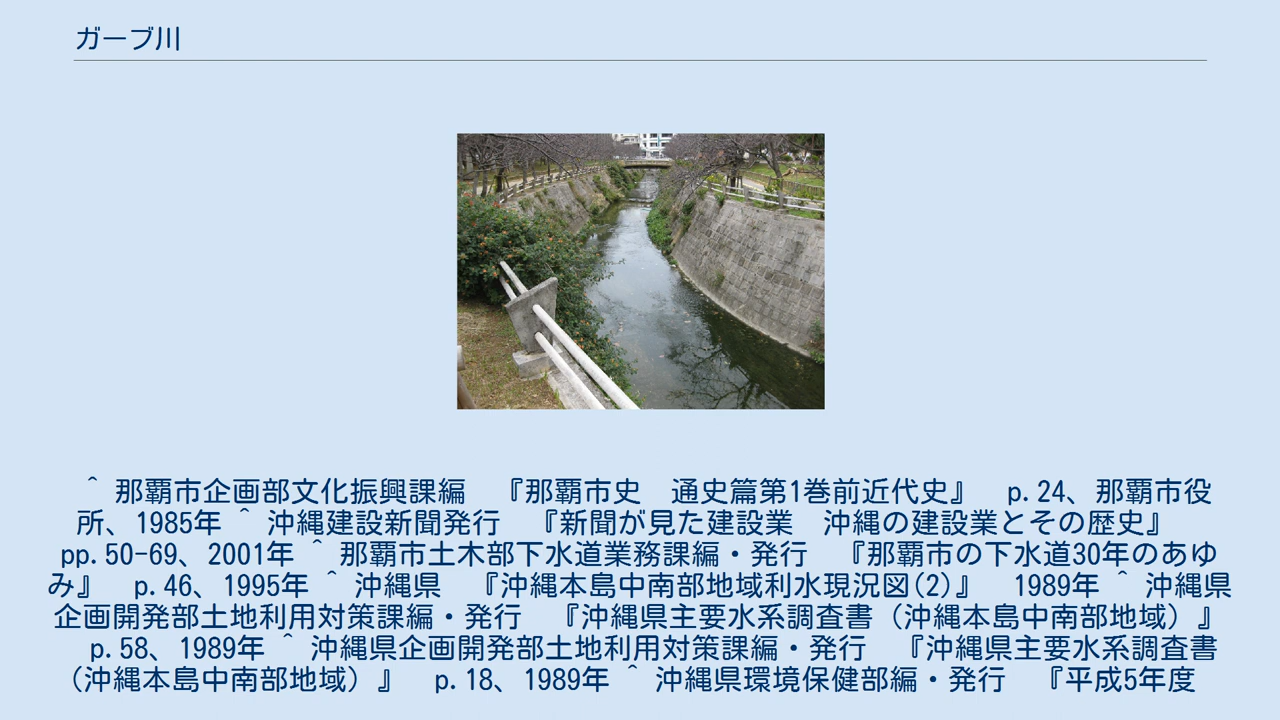 ガーブ川
^ 那覇市企画部文化振興課編　『那覇市史　通史篇第1巻前近代史』　p.24、那覇市役
所、1985年 ^ 沖縄建設新聞発行　『新聞が見た建設業　沖縄の建設業とその歴史』
pp.50-69、2001年 ^ 那覇市土木部下水道業務課編・発行　『那覇市の下水道30年のあゆ
み』　p.46、1995年 ^ 沖縄県　『沖縄本島中南部地域利水現況図(2)』　1989年 ^ 沖縄県
企画開発部土地利用対策課編・発行　『沖縄県主要水系調査書（沖縄本島中南部地域）』
p.58、1989年 ^ 沖縄県企画開発部土地利用対策課編・発行　『沖縄県主要水系調査書
（沖縄本島中南部地域）』　p.18、1989年 ^ 沖縄県環境保健部編・発行　『平成5年度